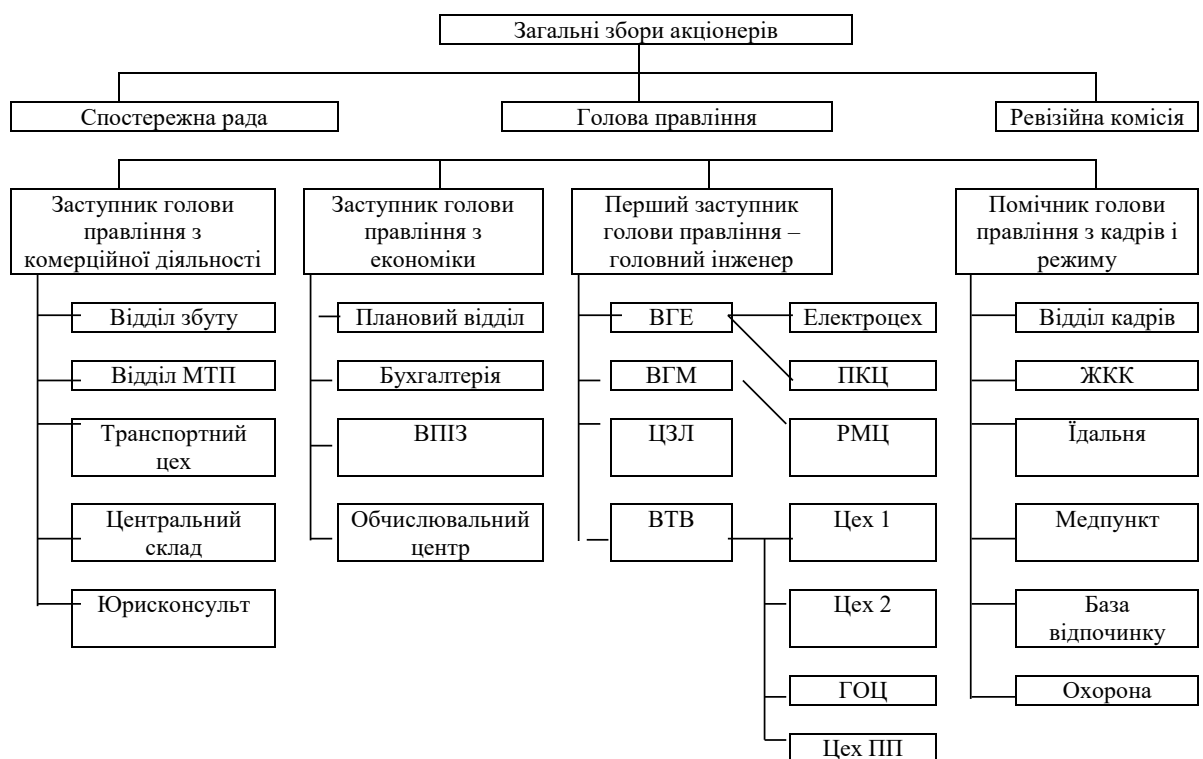 Загальні збори акціонерів
Спостережна рада
Голова правління
Ревізійна комісія
Заступник голови
правління з
комерційної діяльності
Заступник голови
правління з
економіки
Перший заступник
голови правління –
головний інженер
Помічник голови
правління з кадрів і
режиму
Відділ збуту
Відділ МТП
Транспортний
цех
Центральний
склад
Юрисконсульт
Плановий відділ
Бухгалтерія
ВПІЗ
Обчислювальний
центр
ВГЕ
ВГМ
ЦЗЛ
ВТВ
Електроцех
ПКЦ
РМЦ
Цех 1
Цех 2
ГОЦ
Цех ПП
Відділ кадрів
ЖКК
Їдальня
Медпункт
База
відпочинку
Охорона